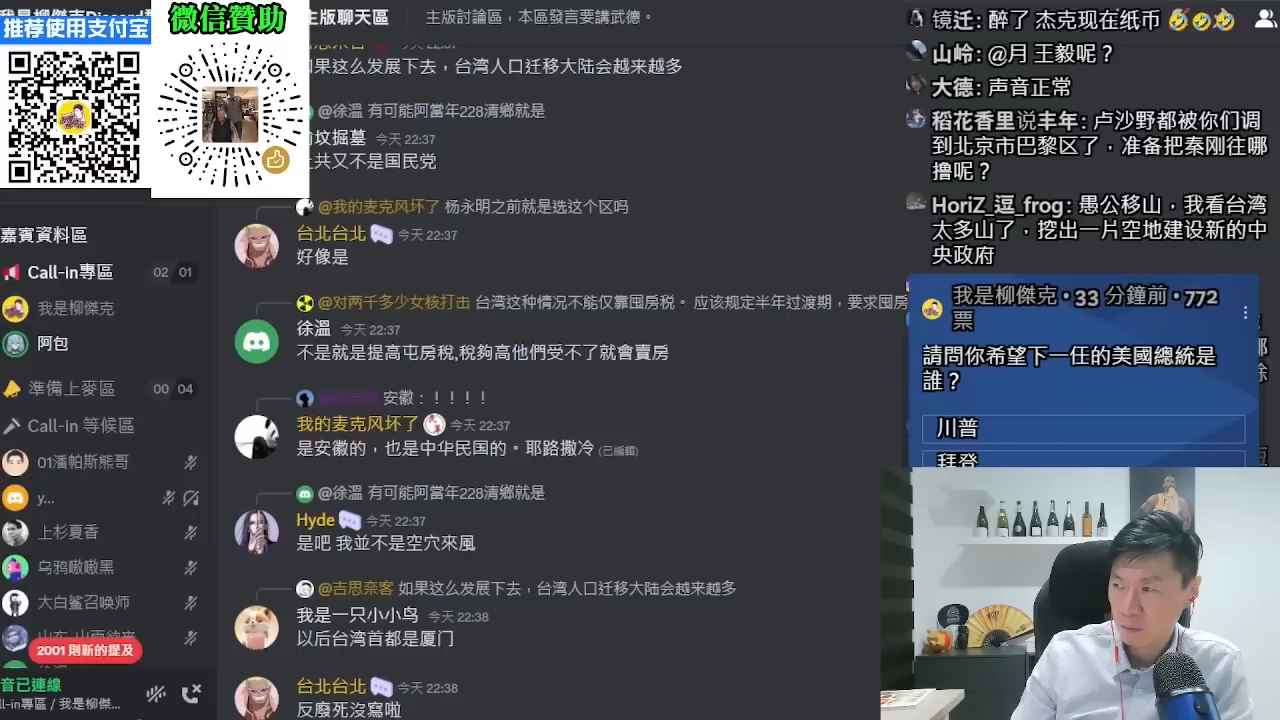 推荐使用支付宝
微信贊助
主版聊天區
主版討論區，本區發言要講武德。
果这么发展下去，台湾人口迁移大陆会越来越多
@徐溫 有可能阿當年228清鄉就是
坟掘墓 今天 22:37
共又不是国民党
@我的麦克风坏了 杨永明之前就是选这个区吗
台北台北 今天 22:37
好像是
@对两千多少女核打击 台湾这种情况不能仅靠囤房税。 应该规定半年过渡期，要求囤房
徐溫 今天 22:37
不是就是提高屯房稅,稅夠高他們受不了就會賣房
安徽：！！！！
我的麦克风坏了 今天 22:37
是安徽的，也是中华民国的。耶路撒冷 (已編輯)
@徐溫 有可能阿當年228清鄉就是
Hyde 今天 22:37
是吧 我並不是空穴來風
@吉思奈客 如果这么发展下去，台湾人口迁移大陆会越来越多
我是一只小小鸟 今天 22:38
以后台湾首都是厦门
台北台北 今天 22:38
反廢死沒寫啦
嘉賓資料區
Call-in專區 02 01
我是柳傑克
阿包
準備上麥區 00 04
Call-in 等候區
01潘帕斯熊哥
y...
上杉夏香
乌鸦嗷嗷黑
大白鲨召唤师
2001 則新的提及
音已連線
ll-in專區 / 我是柳傑...
镜迁: 醉了 杰克现在纸币 🤣🤣🤣
山岭: @月 王毅呢？
大德: 声音正常
稻花香里说丰年: 卢沙野都被你们调
到北京市巴黎区了，准备把秦刚往哪
撸呢？
HoriZ_逗_frog: 愚公移山，我看台湾
太多山了，挖出一片空地建设新的中
央政府
我是柳傑克 • 33 分鐘前 • 772
票
請問你希望下一任的美國總統是
誰？
川普
拜登